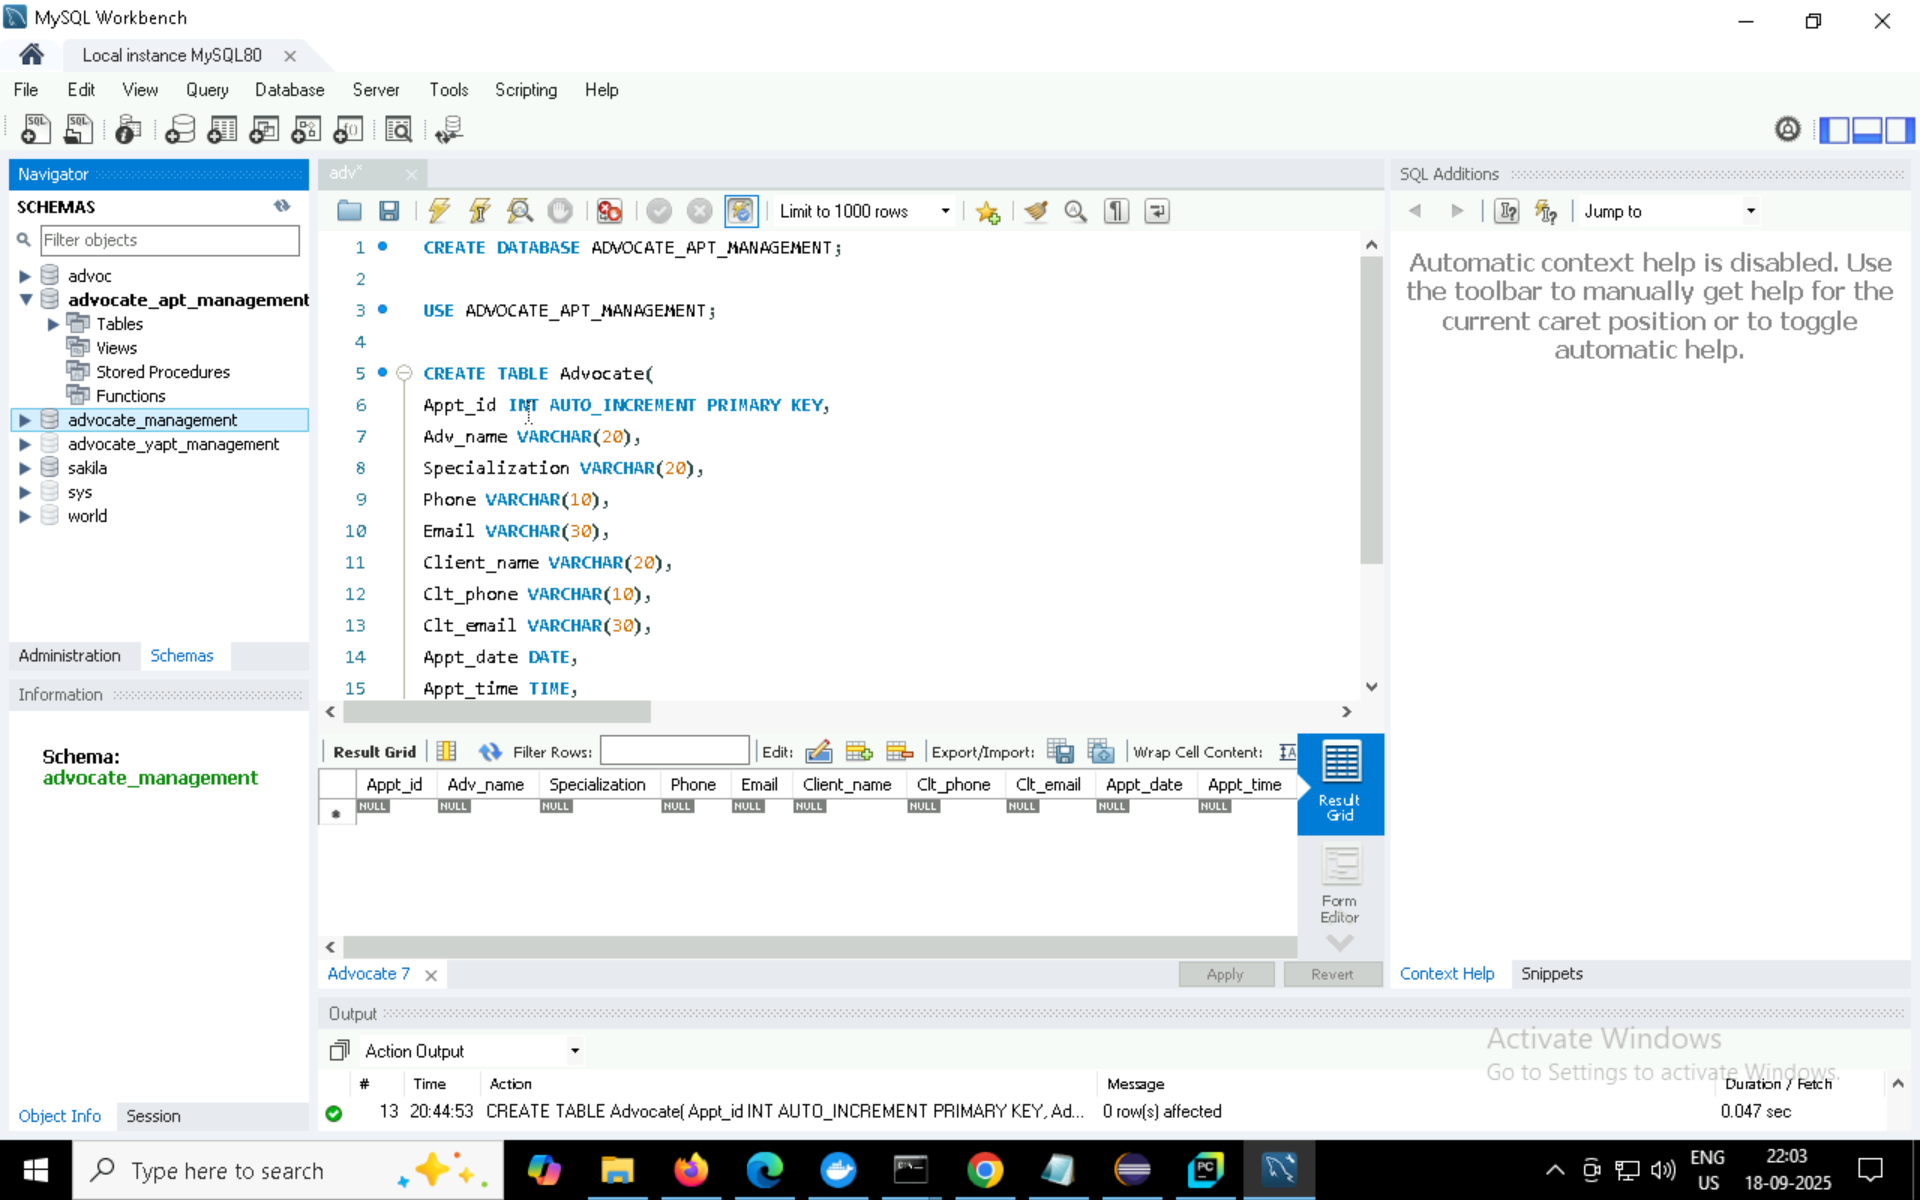 MySQL Workbench
Local instance MySQL80
File Edit View Query Database Server Tools Scripting Help
Navigator
SCHEMAS
Filter objects
advoc
advocate_apt_management
Tables
Views
Stored Procedures
Functions
advocate_management
advocate_yapt_management
sakila
sys
world
Administration Schemas
Information
Schema:
advocate_management
Object Info Session
adv*
Limit to 1000 rows
1 CREATE DATABASE ADVOCATE_APT_MANAGEMENT;
2
3 USE ADVOCATE_APT_MANAGEMENT;
4
5 CREATE TABLE Advocate(
6 Appt_id INT AUTO_INCREMENT PRIMARY KEY,
7 Adv_name VARCHAR(20),
8 Specialization VARCHAR(20),
9 Phone VARCHAR(10),
10 Email VARCHAR(30),
11 Client_name VARCHAR(20),
12 Clt_phone VARCHAR(10),
13 Clt_email VARCHAR(30),
14 Appt_date DATE,
15 Appt_time TIME,
Result Grid Filter Rows: Edit: Export/Import: Wrap Cell Content:
Appt_id Adv_name Specialization Phone Email Client_name Clt_phone Clt_email Appt_date Appt_time
NULL NULL NULL NULL NULL NULL NULL NULL NULL NULL
Result
Grid
Form
Editor
Advocate 7
Apply Revert
SQL Additions
Jump to
Automatic context help is disabled. Use
the toolbar to manually get help for the
current caret position or to toggle
automatic help.
Context Help Snippets
Output
Action Output
# Time Action Message Duration / Fetch
13 20:44:53 CREATE TABLE Advocate( Appt_id INT AUTO_INCREMENT PRIMARY KEY, Ad... 0 row(s) affected 0.047 sec
Activate Windows
Go to Settings to activate Windows.
Type here to search
PC
ENG
US
22:03
18-09-2025